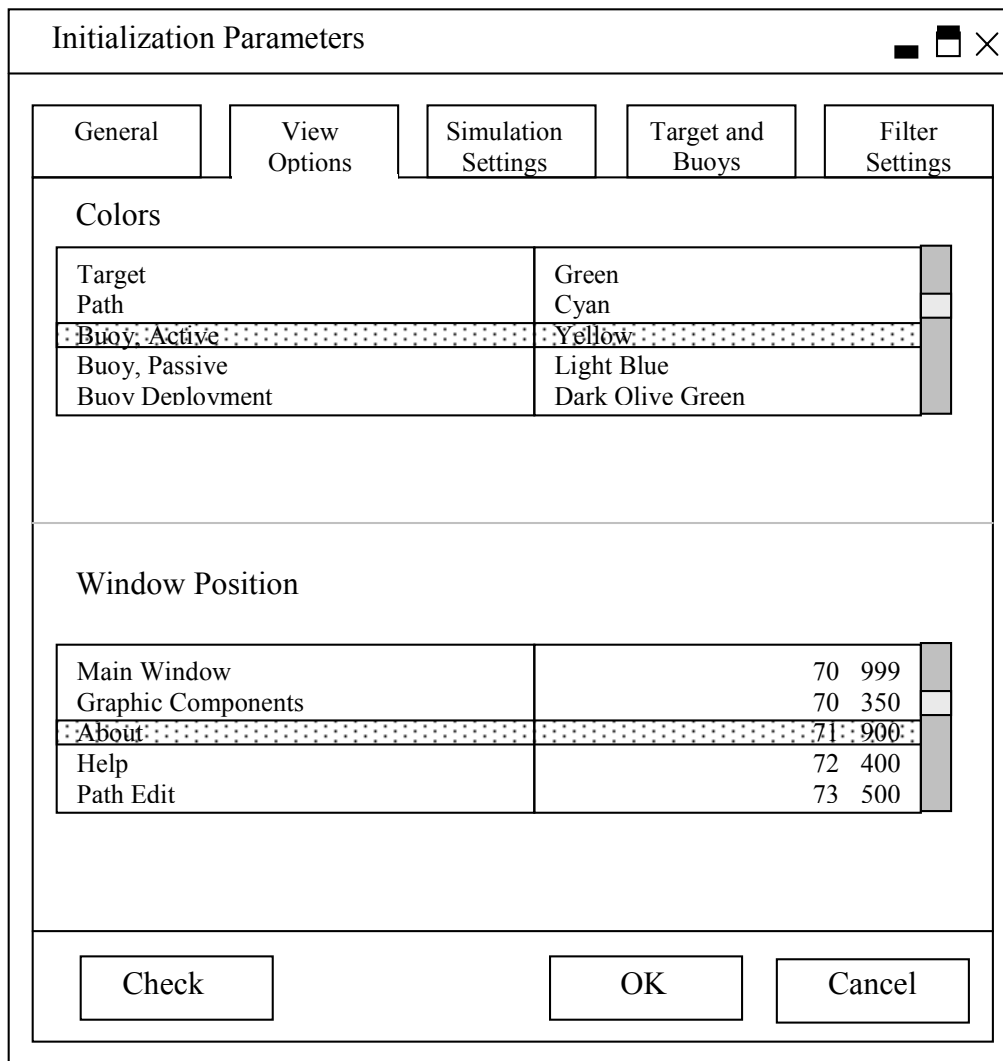 Initialization Parameters
General
View
Options
Simulation
Settings
Target and
Buoys
Filter
Settings
Colors
Target Green
Path Cyan
Buoy, Active Yellow
Buoy, Passive Light Blue
Buoy Deployment Dark Olive Green
Window Position
Main Window 70 999
Graphic Components 70 350
About 71 900
Help 72 400
Path Edit 73 500
Check OK Cancel